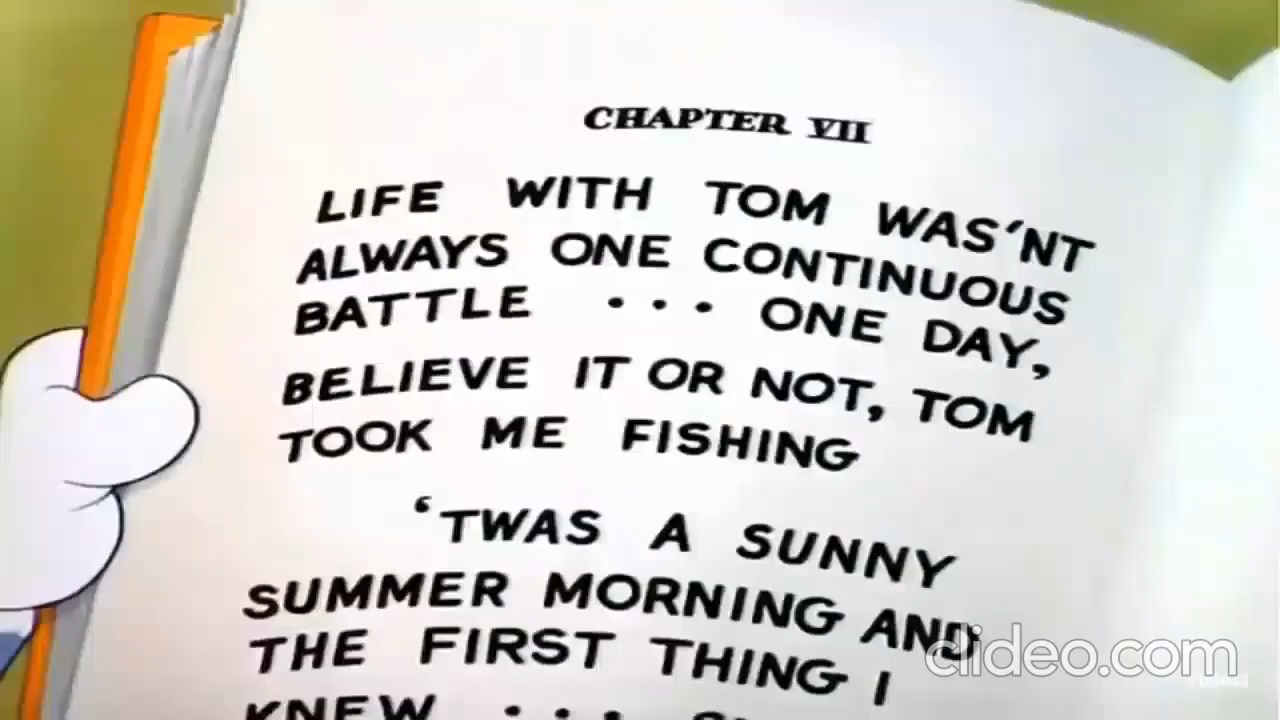 CHAPTER VII
LIFE WITH TOM WAS'NT
ALWAYS ONE CONTINUOUS
BATTLE ... ONE DAY,
BELIEVE IT OR NOT, TOM
TOOK ME FISHING
'TWAS A SUNNY
SUMMER MORNING AND
THE FIRST THING I
KNEW ...
clideo.com